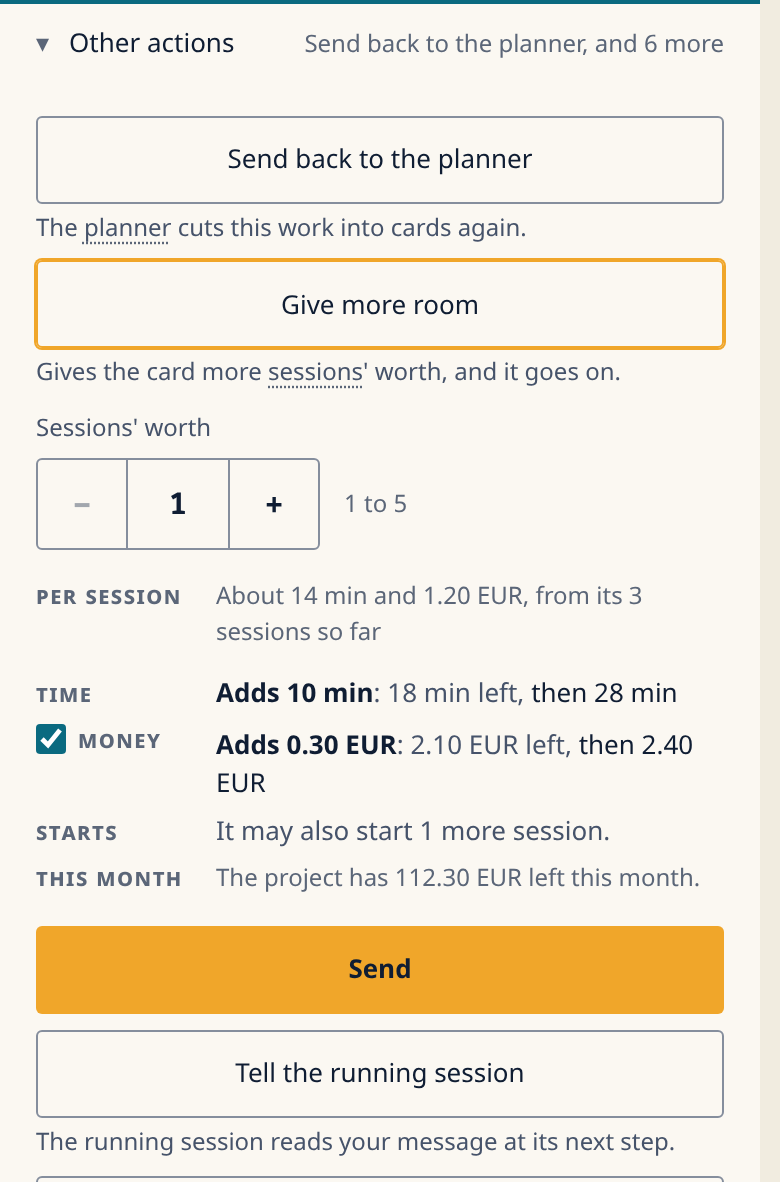 ▼ Other actions Send back to the planner, and 6 more
Send back to the planner
The planner cuts this work into cards again.
Give more room
Gives the card more sessions' worth, and it goes on.
Sessions' worth
− 1 + 1 to 5
PER SESSION About 14 min and 1.20 EUR, from its 3
sessions so far
TIME Adds 10 min: 18 min left, then 28 min
MONEY Adds 0.30 EUR: 2.10 EUR left, then 2.40
EUR
STARTS It may also start 1 more session.
THIS MONTH The project has 112.30 EUR left this month.
Send
Tell the running session
The running session reads your message at its next step.